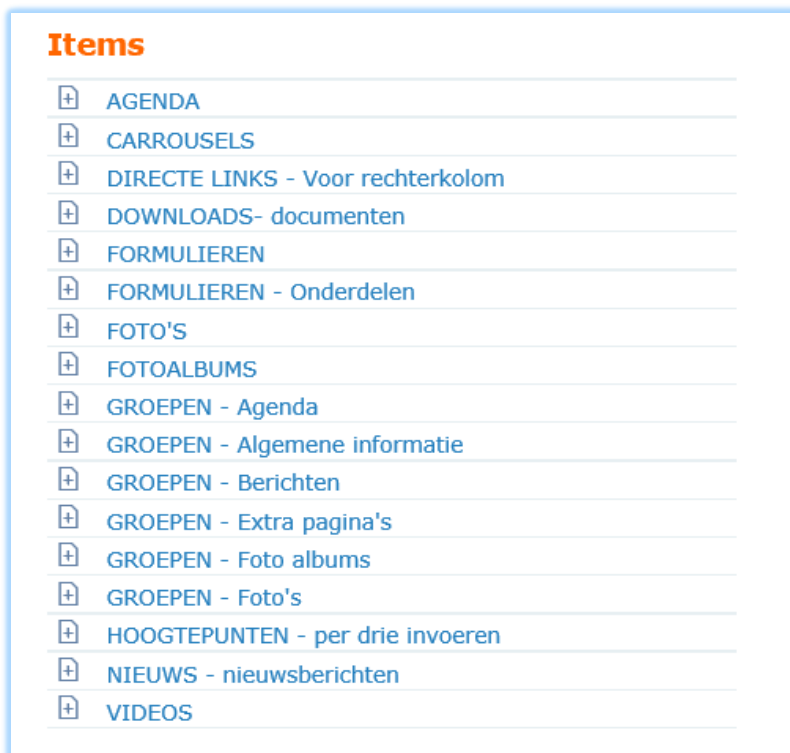 Items
AGENDA
CARROUSELS
DIRECTE LINKS - Voor rechterkolom
DOWNLOADS- documenten
FORMULIEREN
FORMULIEREN - Onderdelen
FOTO'S
FOTOALBUMS
GROEPEN - Agenda
GROEPEN - Algemene informatie
GROEPEN - Berichten
GROEPEN - Extra pagina's
GROEPEN - Foto albums
GROEPEN - Foto's
HOOGTEPUNTEN - per drie invoeren
NIEUWS - nieuwsberichten
VIDEOS